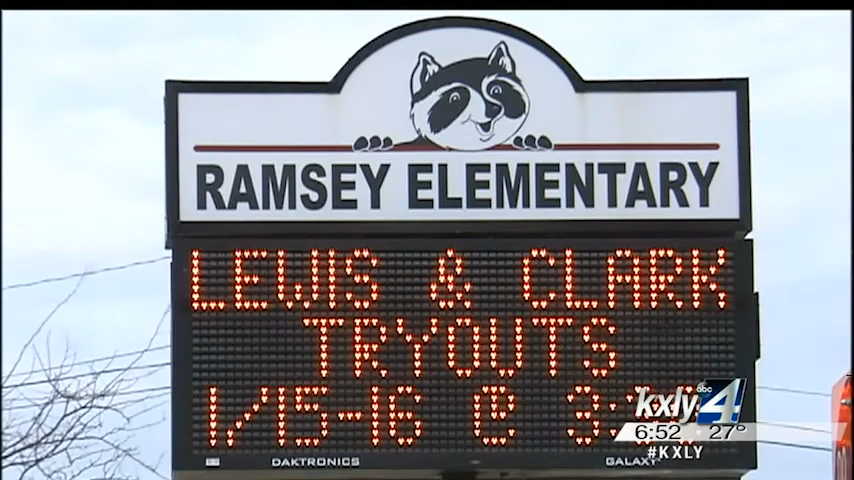 RAMSEY ELEMENTARY
LEWIS & CLARK
TRYOUTS
1/15-16 @
DAKTRONICS
GALAXY
kxly abc 4
6:52 27°
#KXLY